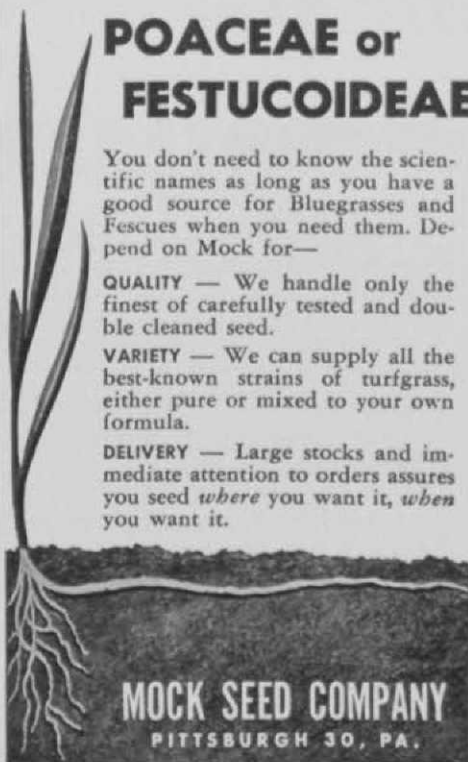 POACEAE or
FESTUCOIDEAE
You don't need to know the scien-
tific names as long as you have a
good source for Bluegrasses and
Fescues when you need them. De-
pend on Mock for—
QUALITY — We handle only the
finest of carefully tested and dou-
ble cleaned seed.
VARIETY — We can supply all the
best-known strains of turfgrass,
either pure or mixed to your own
formula.
DELIVERY — Large stocks and im-
mediate attention to orders assures
you seed where you want it, when
you want it.
MOCK SEED COMPANY
PITTSBURGH 30, PA.